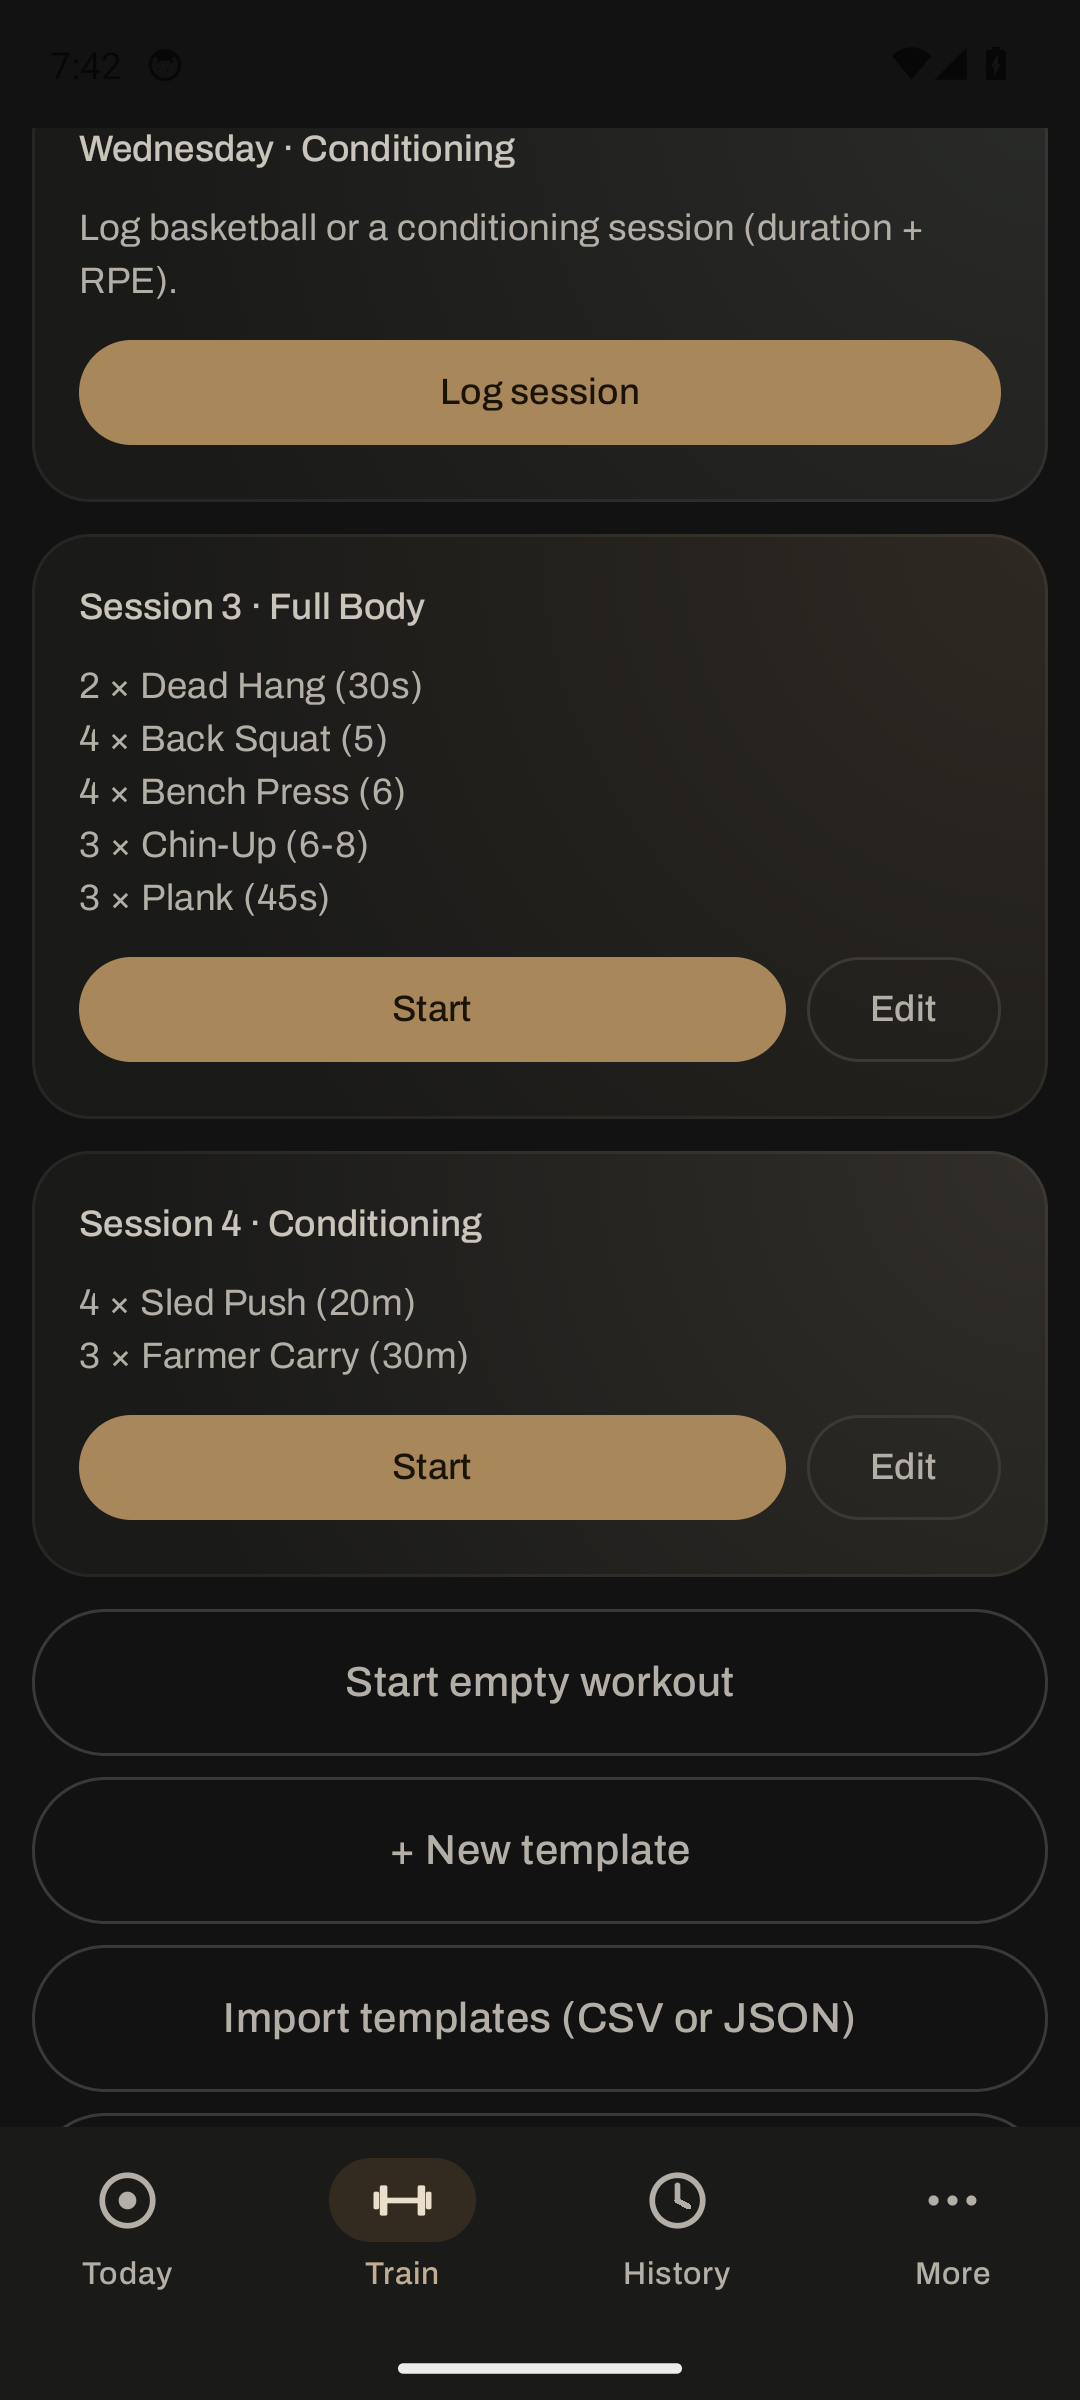 7:42
Wednesday · Conditioning
Log basketball or a conditioning session (duration +
RPE).
Log session
Session 3 · Full Body
2 × Dead Hang (30s)
4 × Back Squat (5)
4 × Bench Press (6)
3 × Chin-Up (6-8)
3 × Plank (45s)
Start
Edit
Session 4 · Conditioning
4 × Sled Push (20m)
3 × Farmer Carry (30m)
Start
Edit
Start empty workout
+ New template
Import templates (CSV or JSON)
Today
Train
History
More